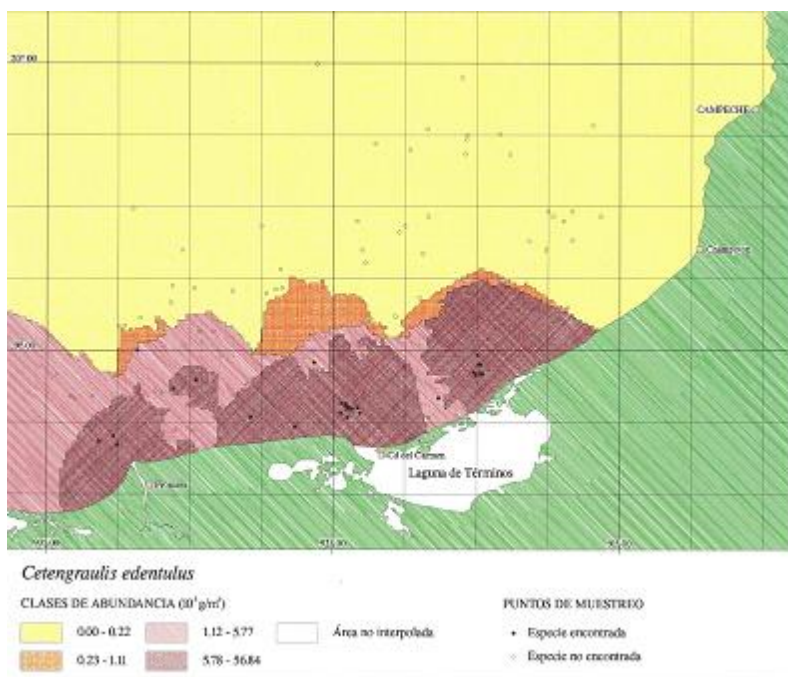 20°00
CAMPECHE
Cd del Carmen
Laguna de Términos
Cetengraulis edentulus
CLASES DE ABUNDANCIA
0.00 - 0.22
1.12 - 5.77
Área no interpolada
0.23 - 1.11
5.78 - 56.84
PUNTOS DE MUESTREO
Especie encontrada
Especie no encontrada